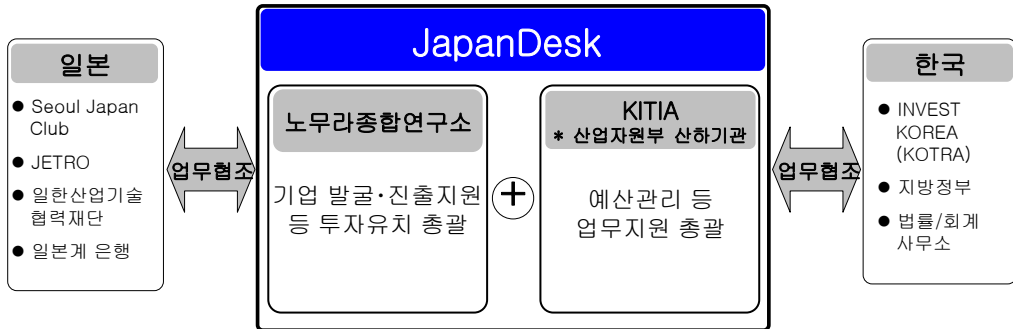 JapanDesk
일본
● Seoul Japan
Club
● JETRO
● 일한산업기술
협력재단
● 일본계 은행
업무협조
노무라종합연구소
기업 발굴·진출지원
등 투자유치 총괄
+
KITIA
* 산업자원부 산하기관
예산관리 등
업무지원 총괄
업무협조
한국
● INVEST
KOREA
(KOTRA)
● 지방정부
● 법률/회계
사무소